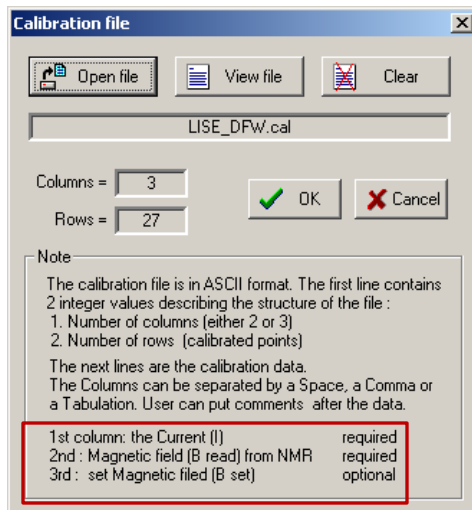 Calibration file
Open file
View file
Clear
LISE_DFW.cal
Columns = 3
Rows = 27
OK
Cancel
Note
The calibration file is in ASCII format. The first line contains
2 integer values describing the structure of the file :
1. Number of columns (either 2 or 3)
2. Number of rows (calibrated points)
The next lines are the calibration data.
The Columns can be separated by a Space, a Comma or
a Tabulation. User can put comments after the data.
1st column: the Current (I) required
2nd : Magnetic field (B read) from NMR required
3rd : set Magnetic filed (B set) optional